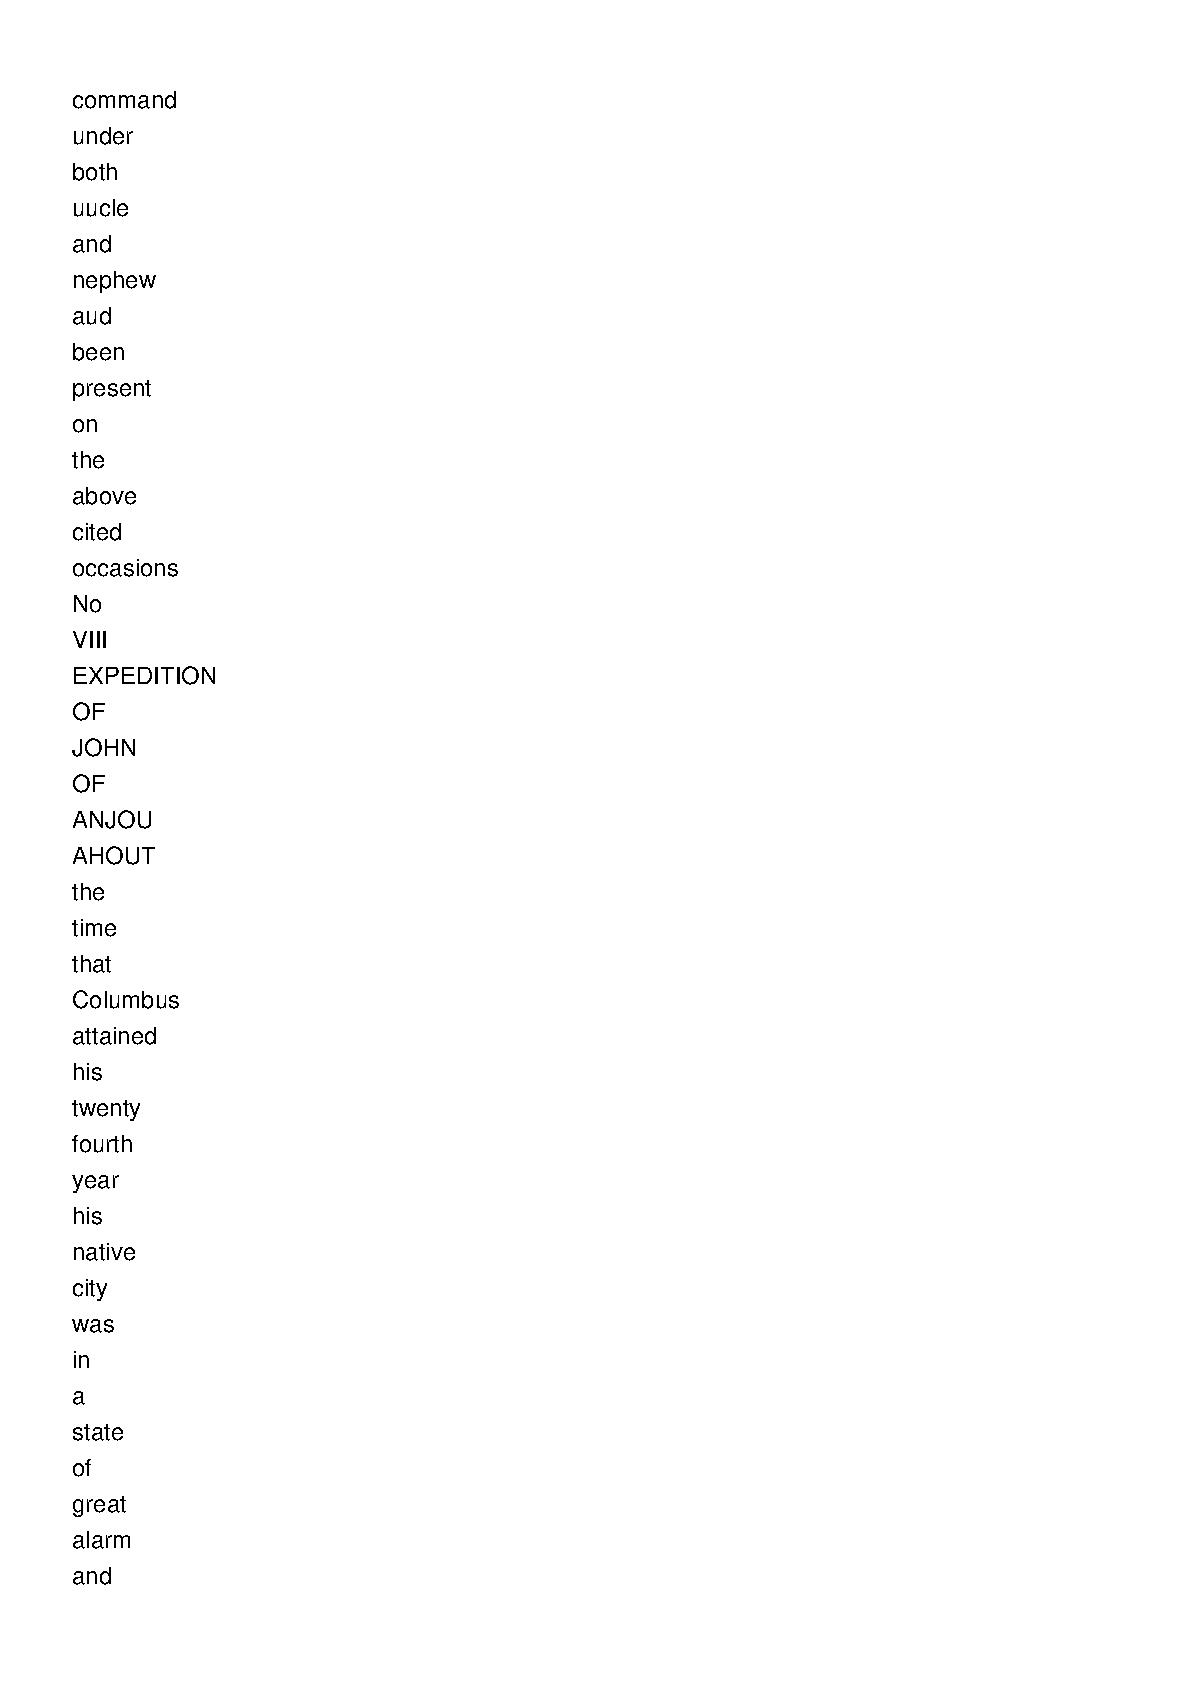 command
under
both
uucle
and
nephew
aud
been
present
on
the
above
cited
occasions
No
VIII
EXPEDITION
OF
JOHN
OF
ANJOU
AHOUT
the
time
that
Columbus
attained
his
twenty
fourth
year
his
native
city
was
in
a
state
of
great
alarm
and